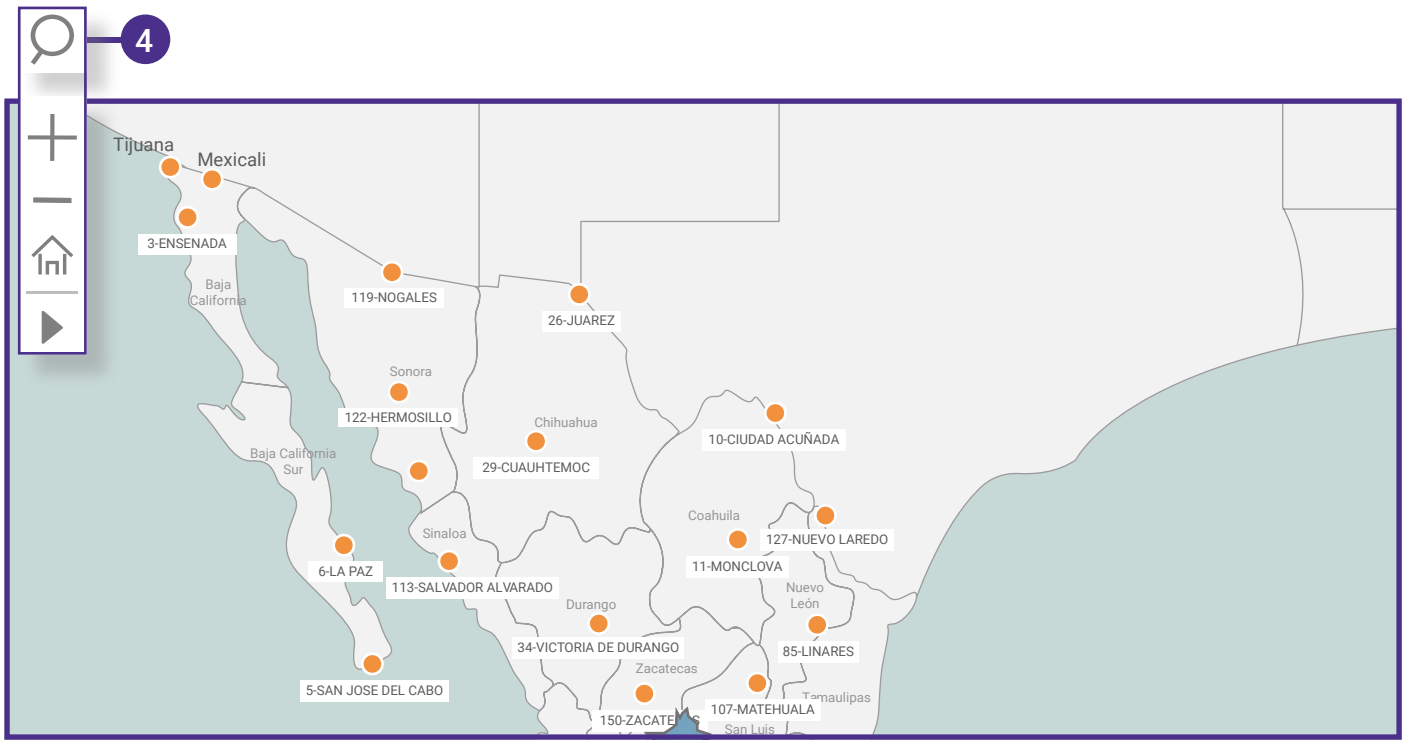 4
Tijuana
Mexicali
3-ENSENADA
Baja
California
119-NOGALES
26-JUAREZ
Sonora
122-HERMOSILLO
Chihuahua
29-CUAUHTEMOC
10-CIUDAD ACUÑADA
Baja California
Sur
Coahuila
127-NUEVO LAREDO
Sinaloa
11-MONCLOVA
6-LA PAZ
113-SALVADOR ALVARADO
Nuevo
León
Durango
34-VICTORIA DE DURANGO
85-LINARES
Zacatecas
5-SAN JOSE DEL CABO
Tamaulipas
107-MATEHUALA
San Luis